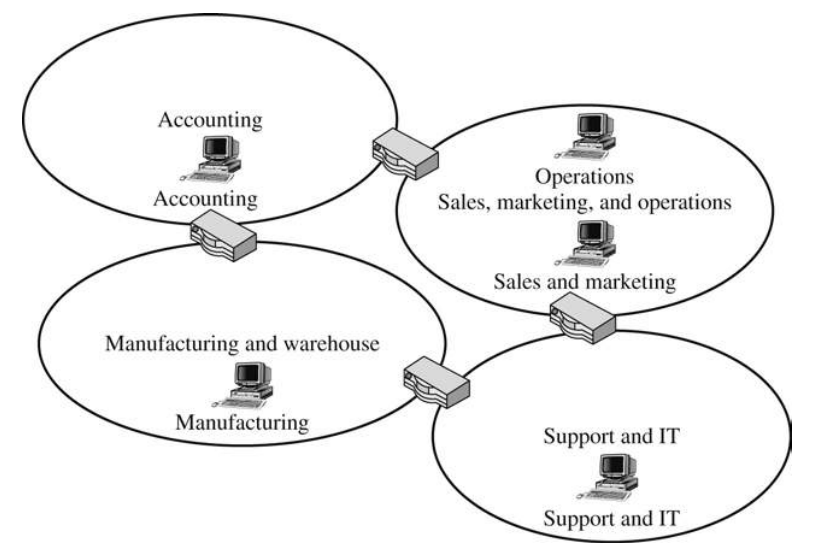 Accounting
Accounting
Operations
Sales, marketing, and operations
Sales and marketing
Manufacturing and warehouse
Manufacturing
Support and IT
Support and IT